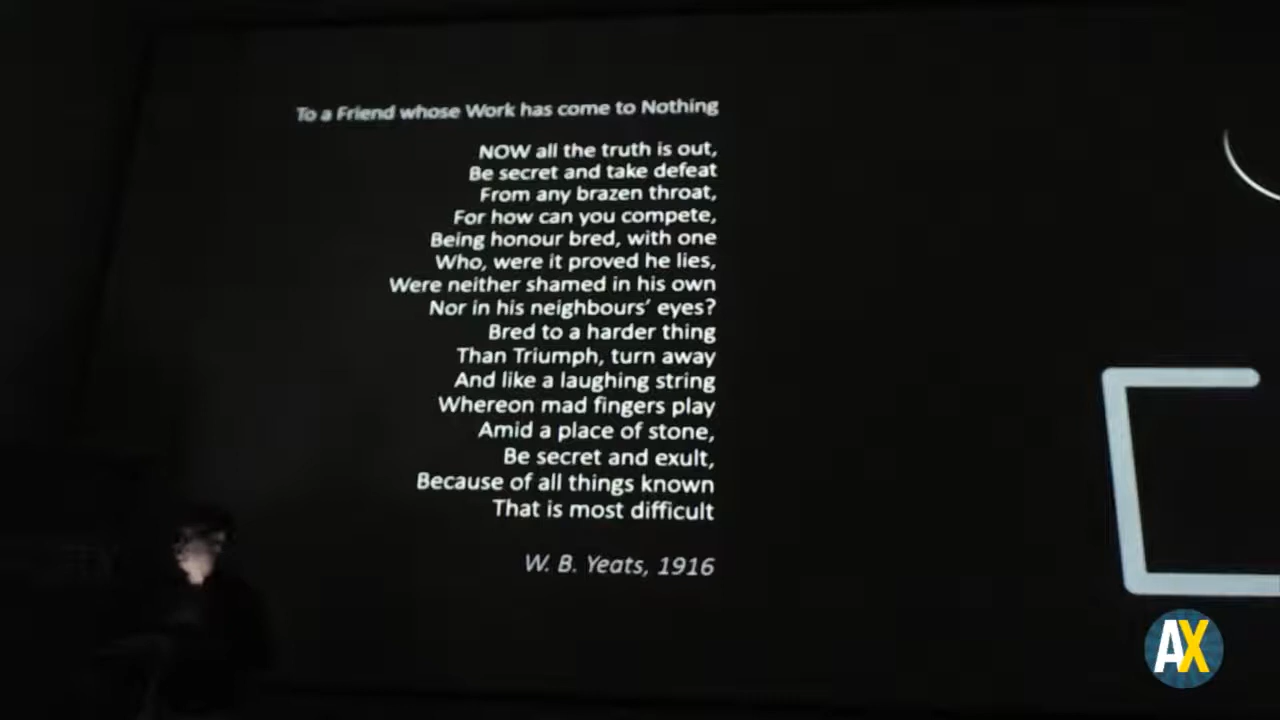 To a Friend whose Work has come to Nothing
NOW all the truth is out,
Be secret and take defeat
From any brazen throat,
For how can you compete,
Being honour bred, with one
Who, were it proved he lies,
Were neither shamed in his own
Nor in his neighbours’ eyes?
Bred to a harder thing
Than Triumph, turn away
And like a laughing string
Whereon mad fingers play
Amid a place of stone,
Be secret and exult,
Because of all things known
That is most difficult
W. B. Yeats, 1916
AX